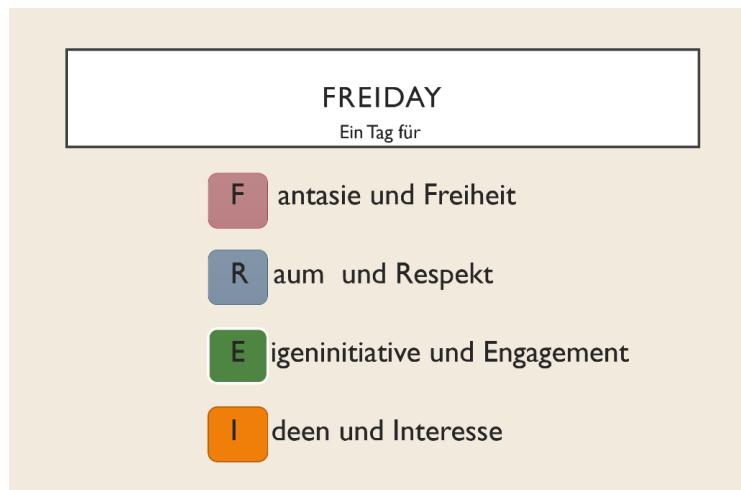 FREIDAY
Ein Tag für
F antasie und Freiheit
R aum und Respekt
E igeninitiative und Engagement
I deen und Interesse